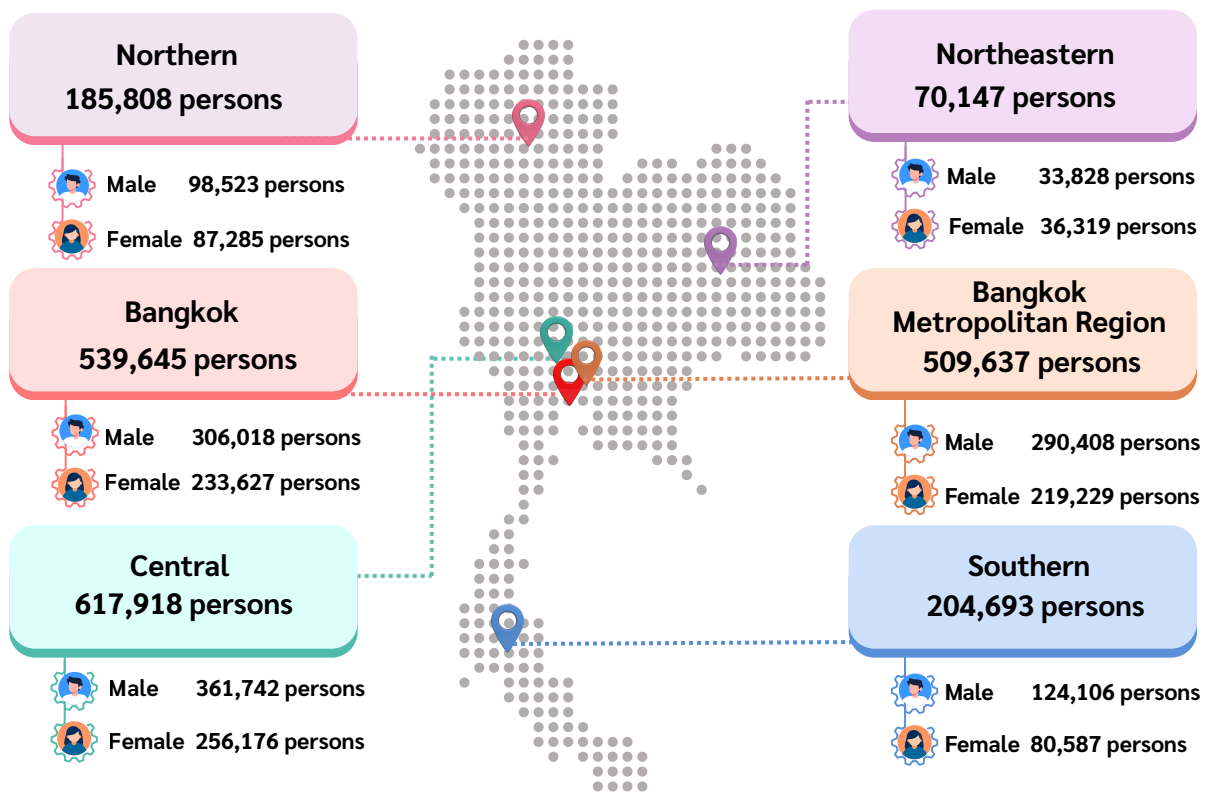 Northern
185,808 persons
Male 98,523 persons
Female 87,285 persons
Bangkok
539,645 persons
Male 306,018 persons
Female 233,627 persons
Central
617,918 persons
Male 361,742 persons
Female 256,176 persons
Northeastern
70,147 persons
Male 33,828 persons
Female 36,319 persons
Bangkok
Metropolitan Region
509,637 persons
Male 290,408 persons
Female 219,229 persons
Southern
204,693 persons
Male 124,106 persons
Female 80,587 persons